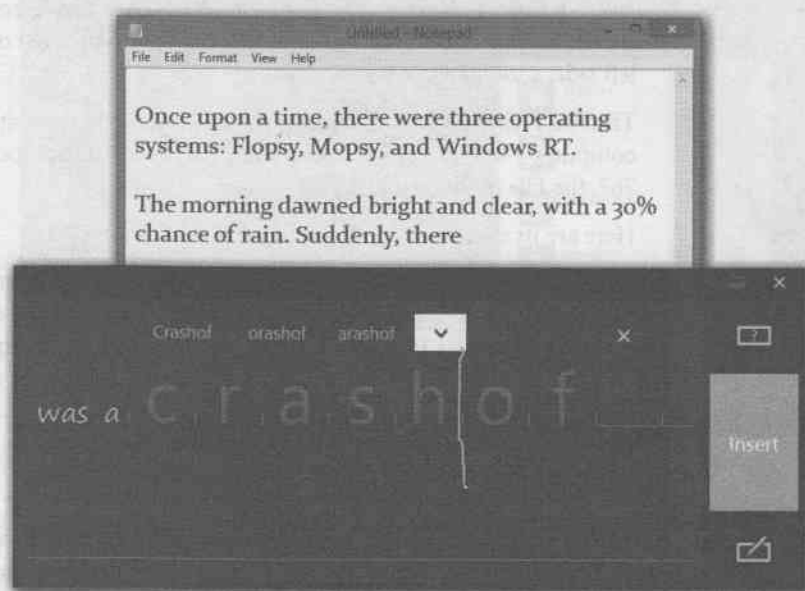 Untitled - Notepad
File Edit Format View Help
Once upon a time, there were three operating
systems: Flopsy, Mopsy, and Windows RT.
The morning dawned bright and clear, with a 30%
chance of rain. Suddenly, there
Crashof orashof arashof
was a crashof
Insert